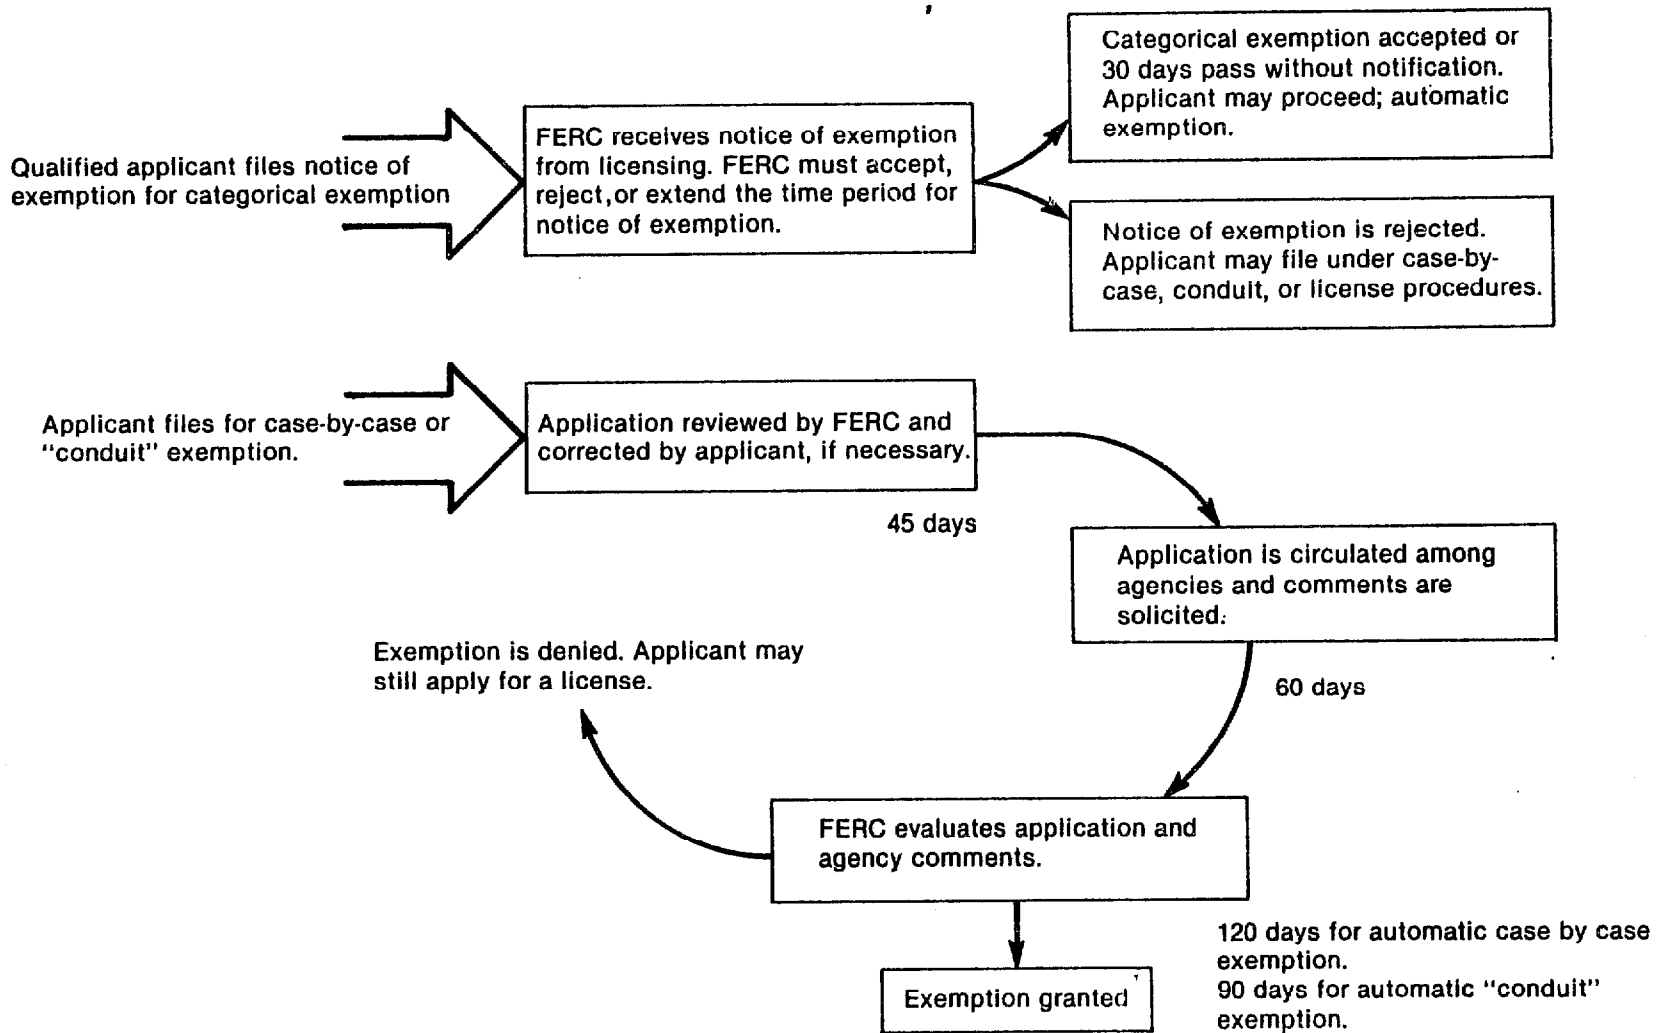 Qualified applicant files notice of
exemption for categorical exemption
FERC receives notice of exemption
from licensing. FERC must accept,
reject,or extend the time period for
notice of exemption.
Categorical exemption accepted or
30 days pass without notification.
Applicant may proceed; automatic
exemption.
Notice of exemption is rejected.
Applicant may file under case-by-
case, conduit, or license procedures.
Applicant files for case-by-case or
“conduit” exemption.
Application reviewed by FERC and
corrected by applicant, if necessary.
45 days
Application is circulated among
agencies and comments are
solicited.
60 days
Exemption is denied. Applicant may
still apply for a license.
FERC evaluates application and
agency comments.
Exemption granted
120 days for automatic case by case
exemption.
90 days for automatic “conduit”
exemption.